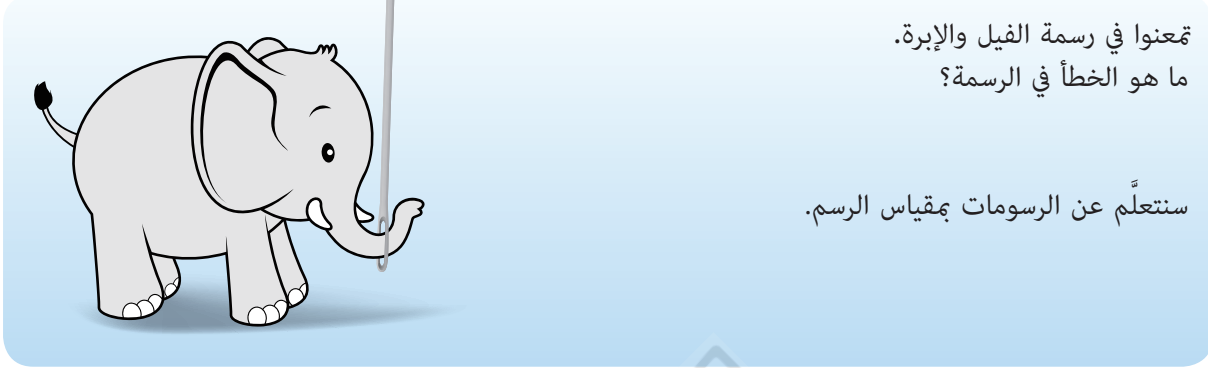 تمعنوا في رسمة الفيل والإبرة.
ما هو الخطأ في الرسمة؟
سنتعلَّم عن الرسومات بمقياس الرسم.